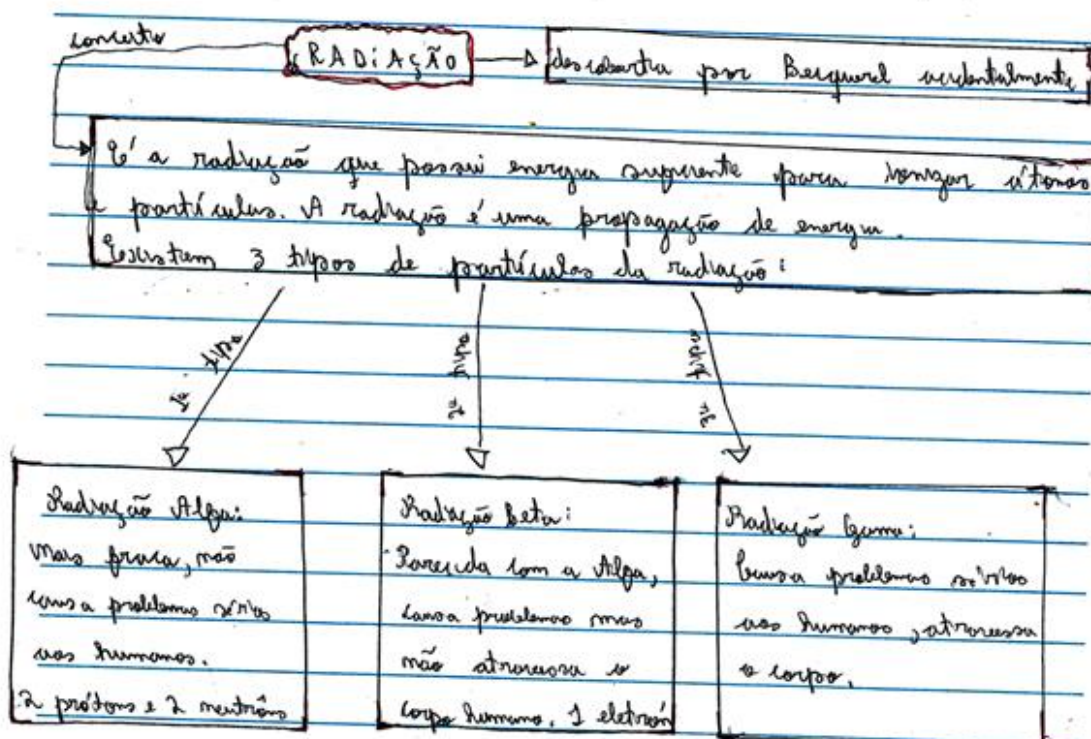 conceito
RADIAÇÃO
descoberta por Becquerel acidentalmente
É a radiação que possui energia suficiente para ionizar átomos
e partículas. A radiação é uma propagação de energia.
Existem 3 tipos de partículas da radiação:
1º tipo
2º tipo
3º tipo
Radiação Alfa:
mais fraca, não
causa problemas sérios
aos humanos.
2 prótons e 2 neutrôns
Radiação beta:
Parecida com a Alfa,
causa problemas mas
não atravessa o
corpo humano. 1 eletrón
Radiação Gama:
Causa problemas sérios
aos humanos, atravessa
o corpo.